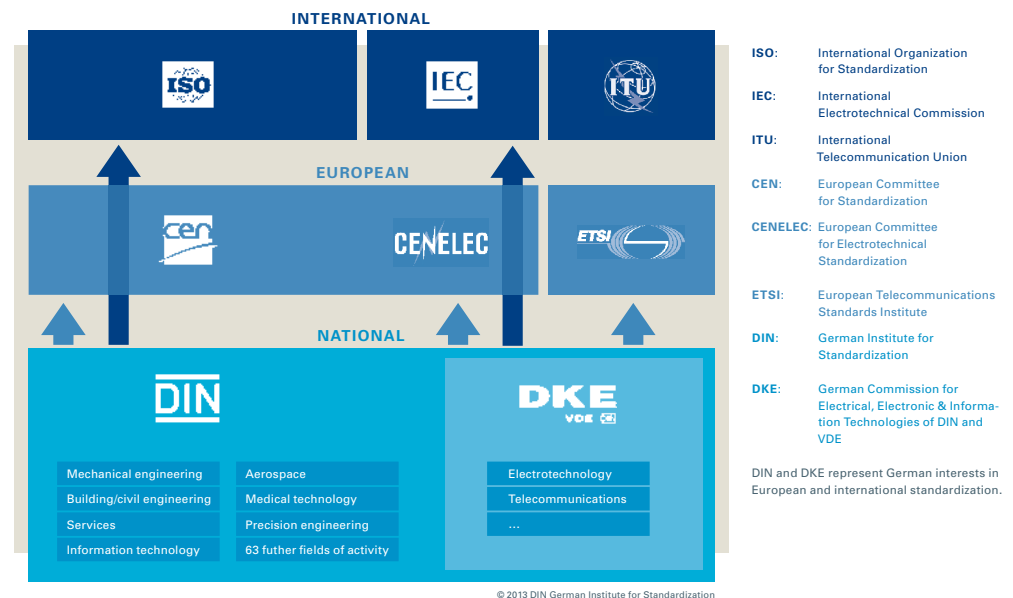 INTERNATIONAL
ISO
IEC
ITU
EUROPEAN
cen
CENELEC
ETSI
NATIONAL
DIN
DKE
VDE
Mechanical engineering
Building/civil engineering
Services
Information technology
Aerospace
Medical technology
Precision engineering
63 futher fields of activity
Electrotechnology
Telecommunications
...
© 2013 DIN German Institute for Standardization
ISO: International Organization
for Standardization
IEC: International
Electrotechnical Commission
ITU: International
Telecommunication Union
CEN: European Committee
for Standardization
CENELEC: European Committee
for Electrotechnical
Standardization
ETSI: European Telecommunications
Standards Institute
DIN: German Institute for
Standardization
DKE: German Commission for
Electrical, Electronic & Informa-
tion Technologies of DIN and
VDE
DIN and DKE represent German interests in
European and international standardization.